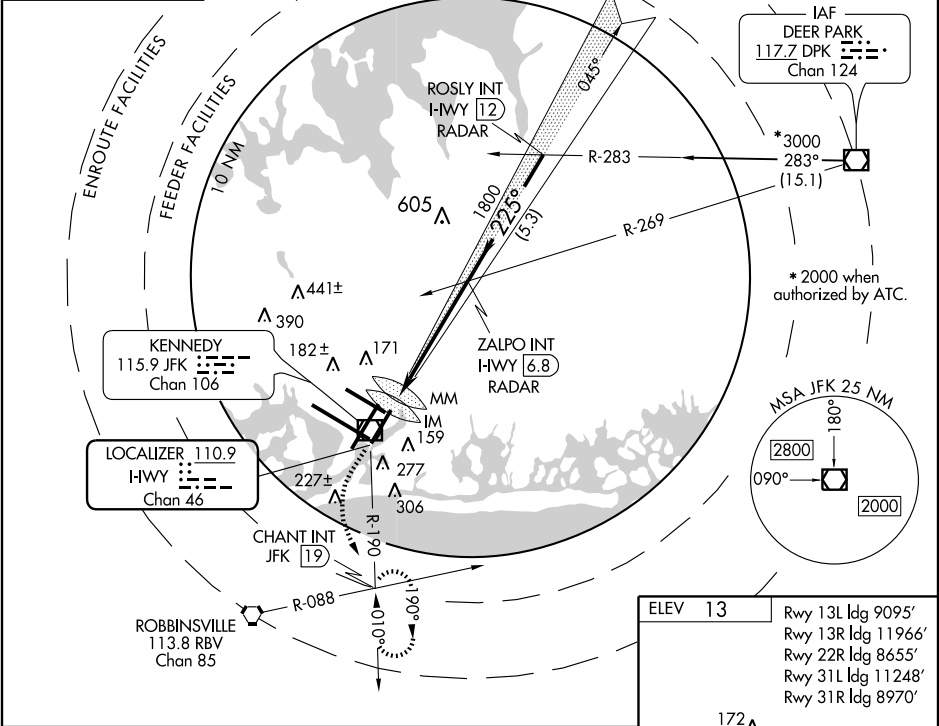 ENROUTE FACILITIES
FEEDER FACILITIES
10 NM
ROSLY INT
I-IWY 12
RADAR
045°
IAF
DEER PARK
117.7 DPK
Chan 124
*3000
283°
(15.1)
R-283
R-269
605
1800
225°
(5.3)
* 2000 when
authorized by ATC.
441±
390
182±
171
KENNEDY
115.9 JFK
Chan 106
ZALPO INT
I-IWY 6.8
RADAR
MM
IM
159
277
306
227±
LOCALIZER 110.9
I-IWY
Chan 46
MSA JFK 25 NM
180°
2800
090°
2000
CHANT INT
JFK 19
R-190
190°
010°
R-088
ROBBINSVILLE
113.8 RBV
Chan 85
ELEV 13
Rwy 13L ldg 9095′
Rwy 13R ldg 11966′
Rwy 22R ldg 8655′
Rwy 31L ldg 11248′
Rwy 31R ldg 8970′
172